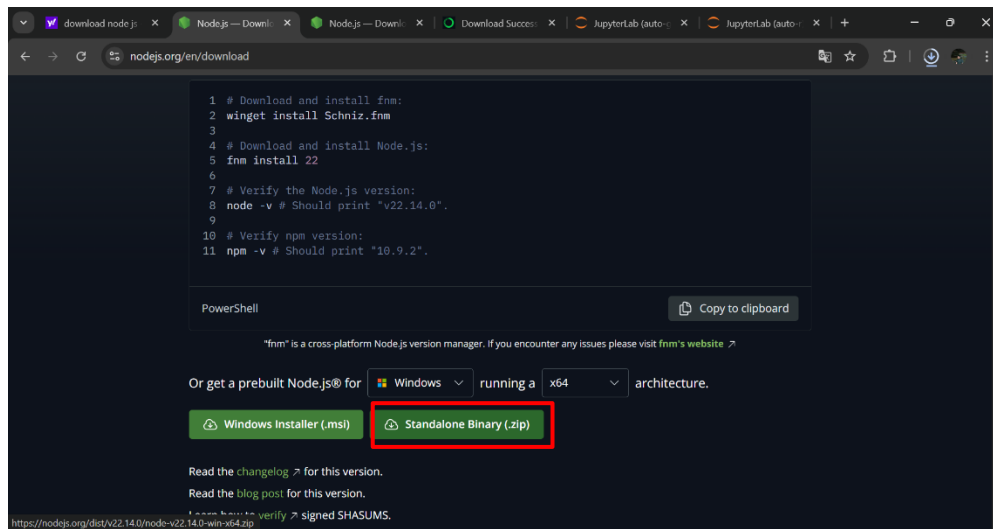 download node js
Node.js — Downlo
Node.js — Downlo
Download Success
JupyterLab (auto-
JupyterLab (auto-r
nodejs.org/en/download
1 # Download and install fnm:
2 winget install Schniz.fnm
3
4 # Download and install Node.js:
5 fnm install 22
6
7 # Verify the Node.js version:
8 node -v # Should print "v22.14.0".
9
10 # Verify npm version:
11 npm -v # Should print "10.9.2".
PowerShell
Copy to clipboard
"fnm" is a cross-platform Node.js version manager. If you encounter any issues please visit fnm's website ↗
Or get a prebuilt Node.js® for Windows running a x64 architecture.
Windows Installer (.msi) Standalone Binary (.zip)
Read the changelog ↗ for this version.
Read the blog post for this version.
Learn how to verify ↗ signed SHASUMS.
https://nodejs.org/dist/v22.14.0/node-v22.14.0-win-x64.zip